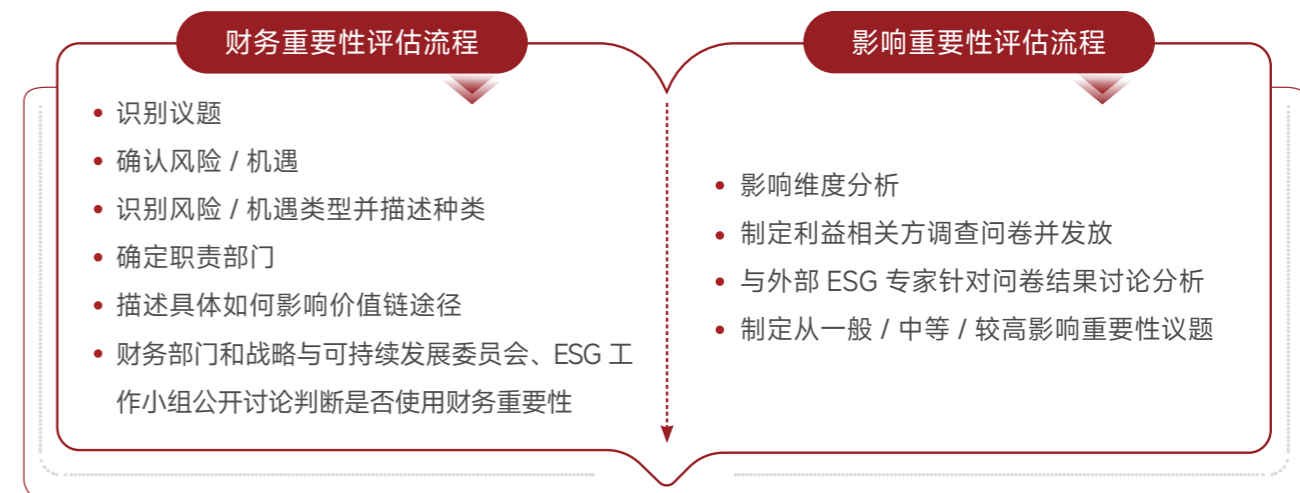 财务重要性评估流程
识别议题
确认风险 / 机遇
识别风险 / 机遇类型并描述种类
确定职责部门
描述具体如何影响价值链途径
财务部门和战略与可持续发展委员会、ESG 工
作小组公开讨论判断是否使用财务重要性
影响重要性评估流程
影响维度分析
制定利益相关方调查问卷并发放
与外部 ESG 专家针对问卷结果讨论分析
制定从一般 / 中等 / 较高影响重要性议题